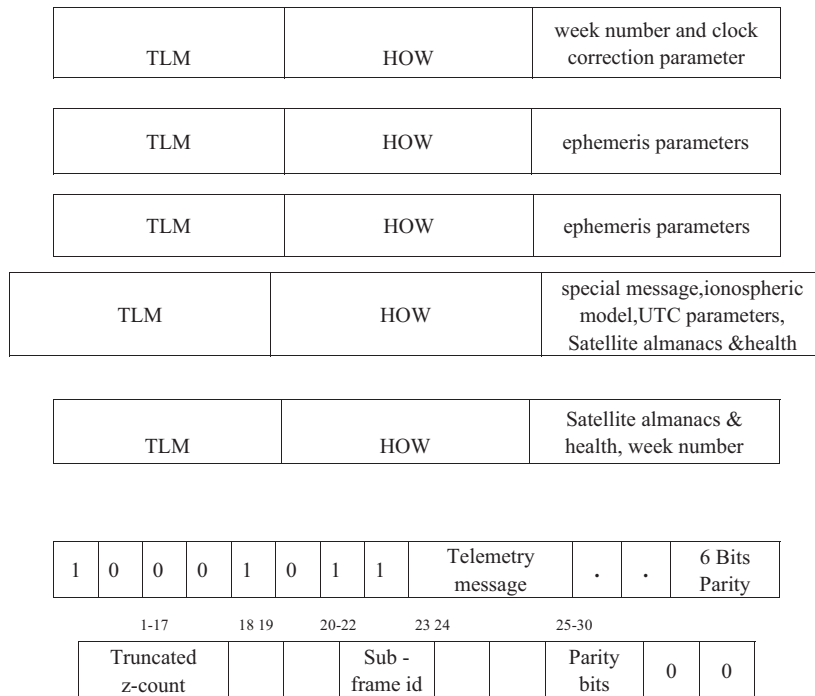 TLM HOW week number and clock
correction parameter
TLM HOW ephemeris parameters
TLM HOW ephemeris parameters
TLM HOW special message,ionospheric
model,UTC parameters,
Satellite almanacs &health
TLM HOW Satellite almanacs &
health, week number
1 0 0 0 1 0 1 1 Telemetry
message . . 6 Bits
Parity
1-17 18 19 20-22 23 24 25-30
Truncated
z-count Sub -
frame id Parity
bits 0 0